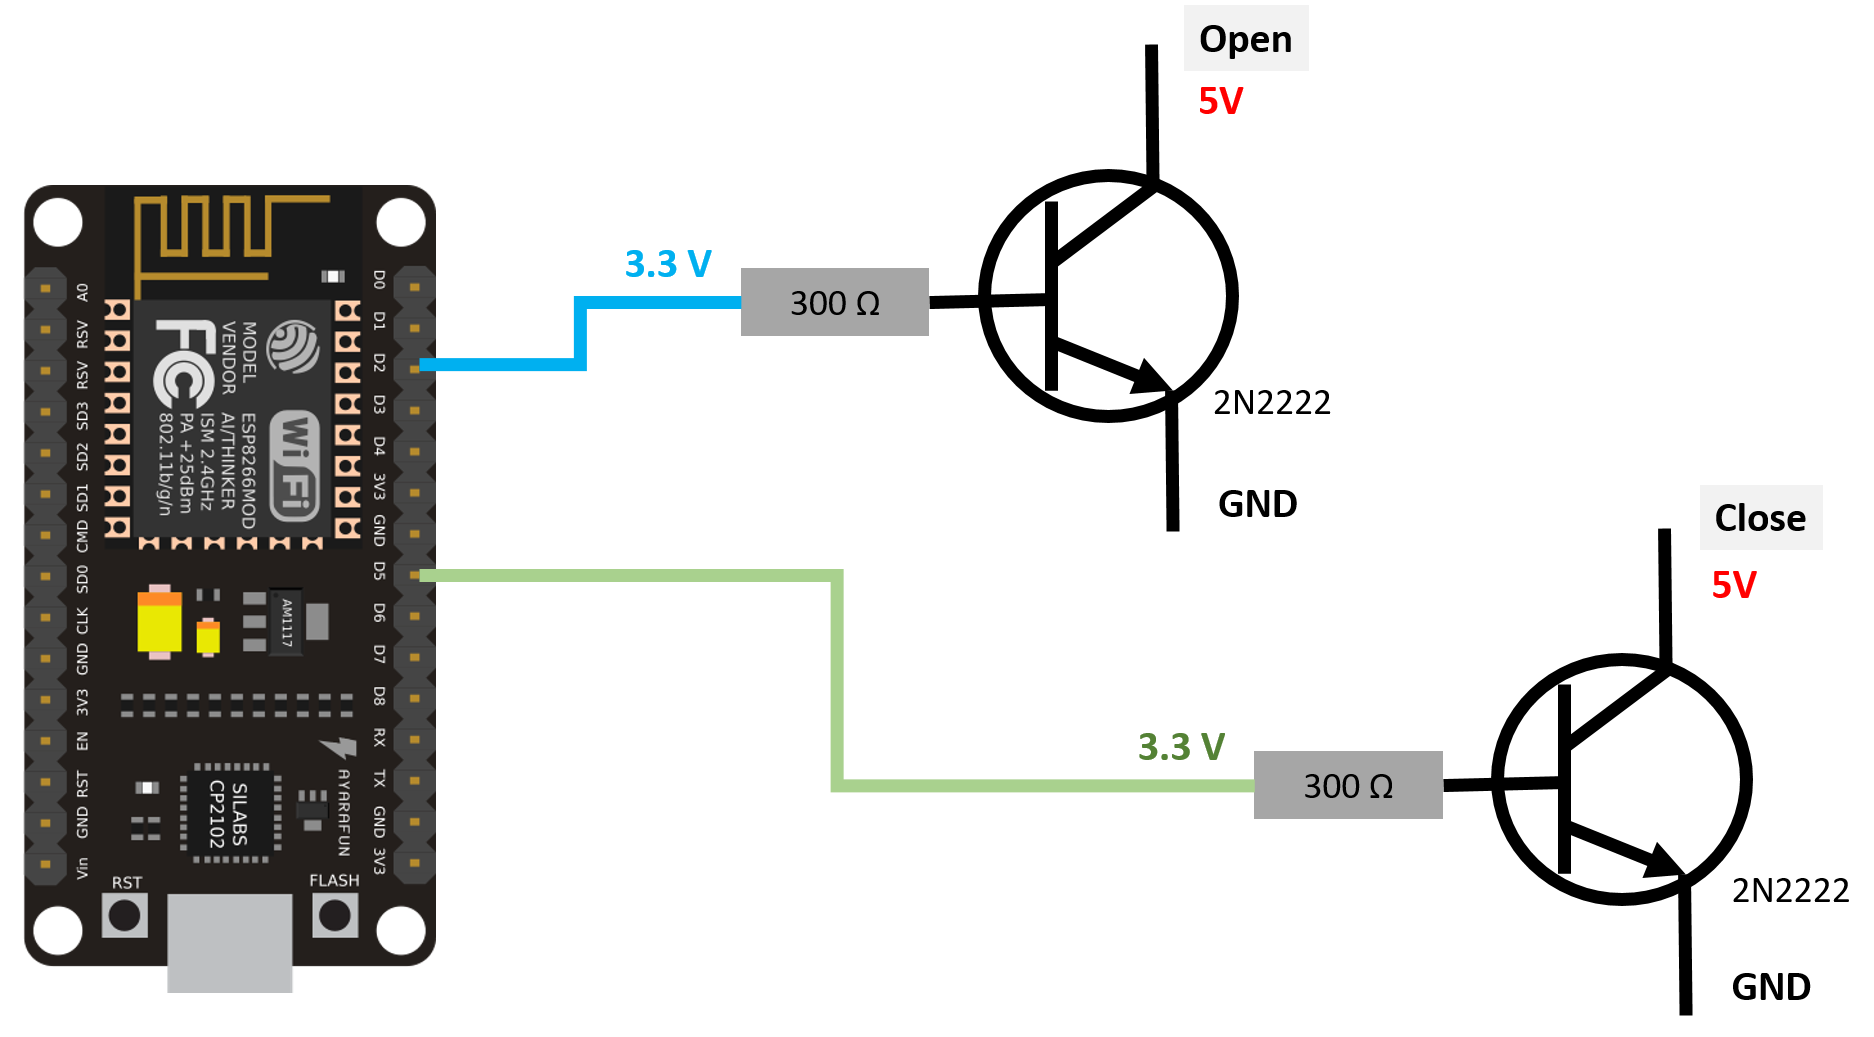 Open
5V
3.3 V
300 Ω
2N2222
GND
Close
5V
3.3 V
300 Ω
2N2222
GND
A0
RSV
RSV
SD3
SD2
SD1
CMD
SD0
CLK
GND
3V3
EN
RST
GND
Vin
D0
D1
D2
D3
D4
3V3
GND
D5
D6
D7
D8
RX
TX
GND
3V3
MODEL
VENDOR
FC
ESP8266MOD
AI/THINKER
ISM 2.4GHz
PA +25dBm
802.11b/g/n
Wi Fi
AM1117
SILABS
CP2102
AYARAFUN
RST
FLASH